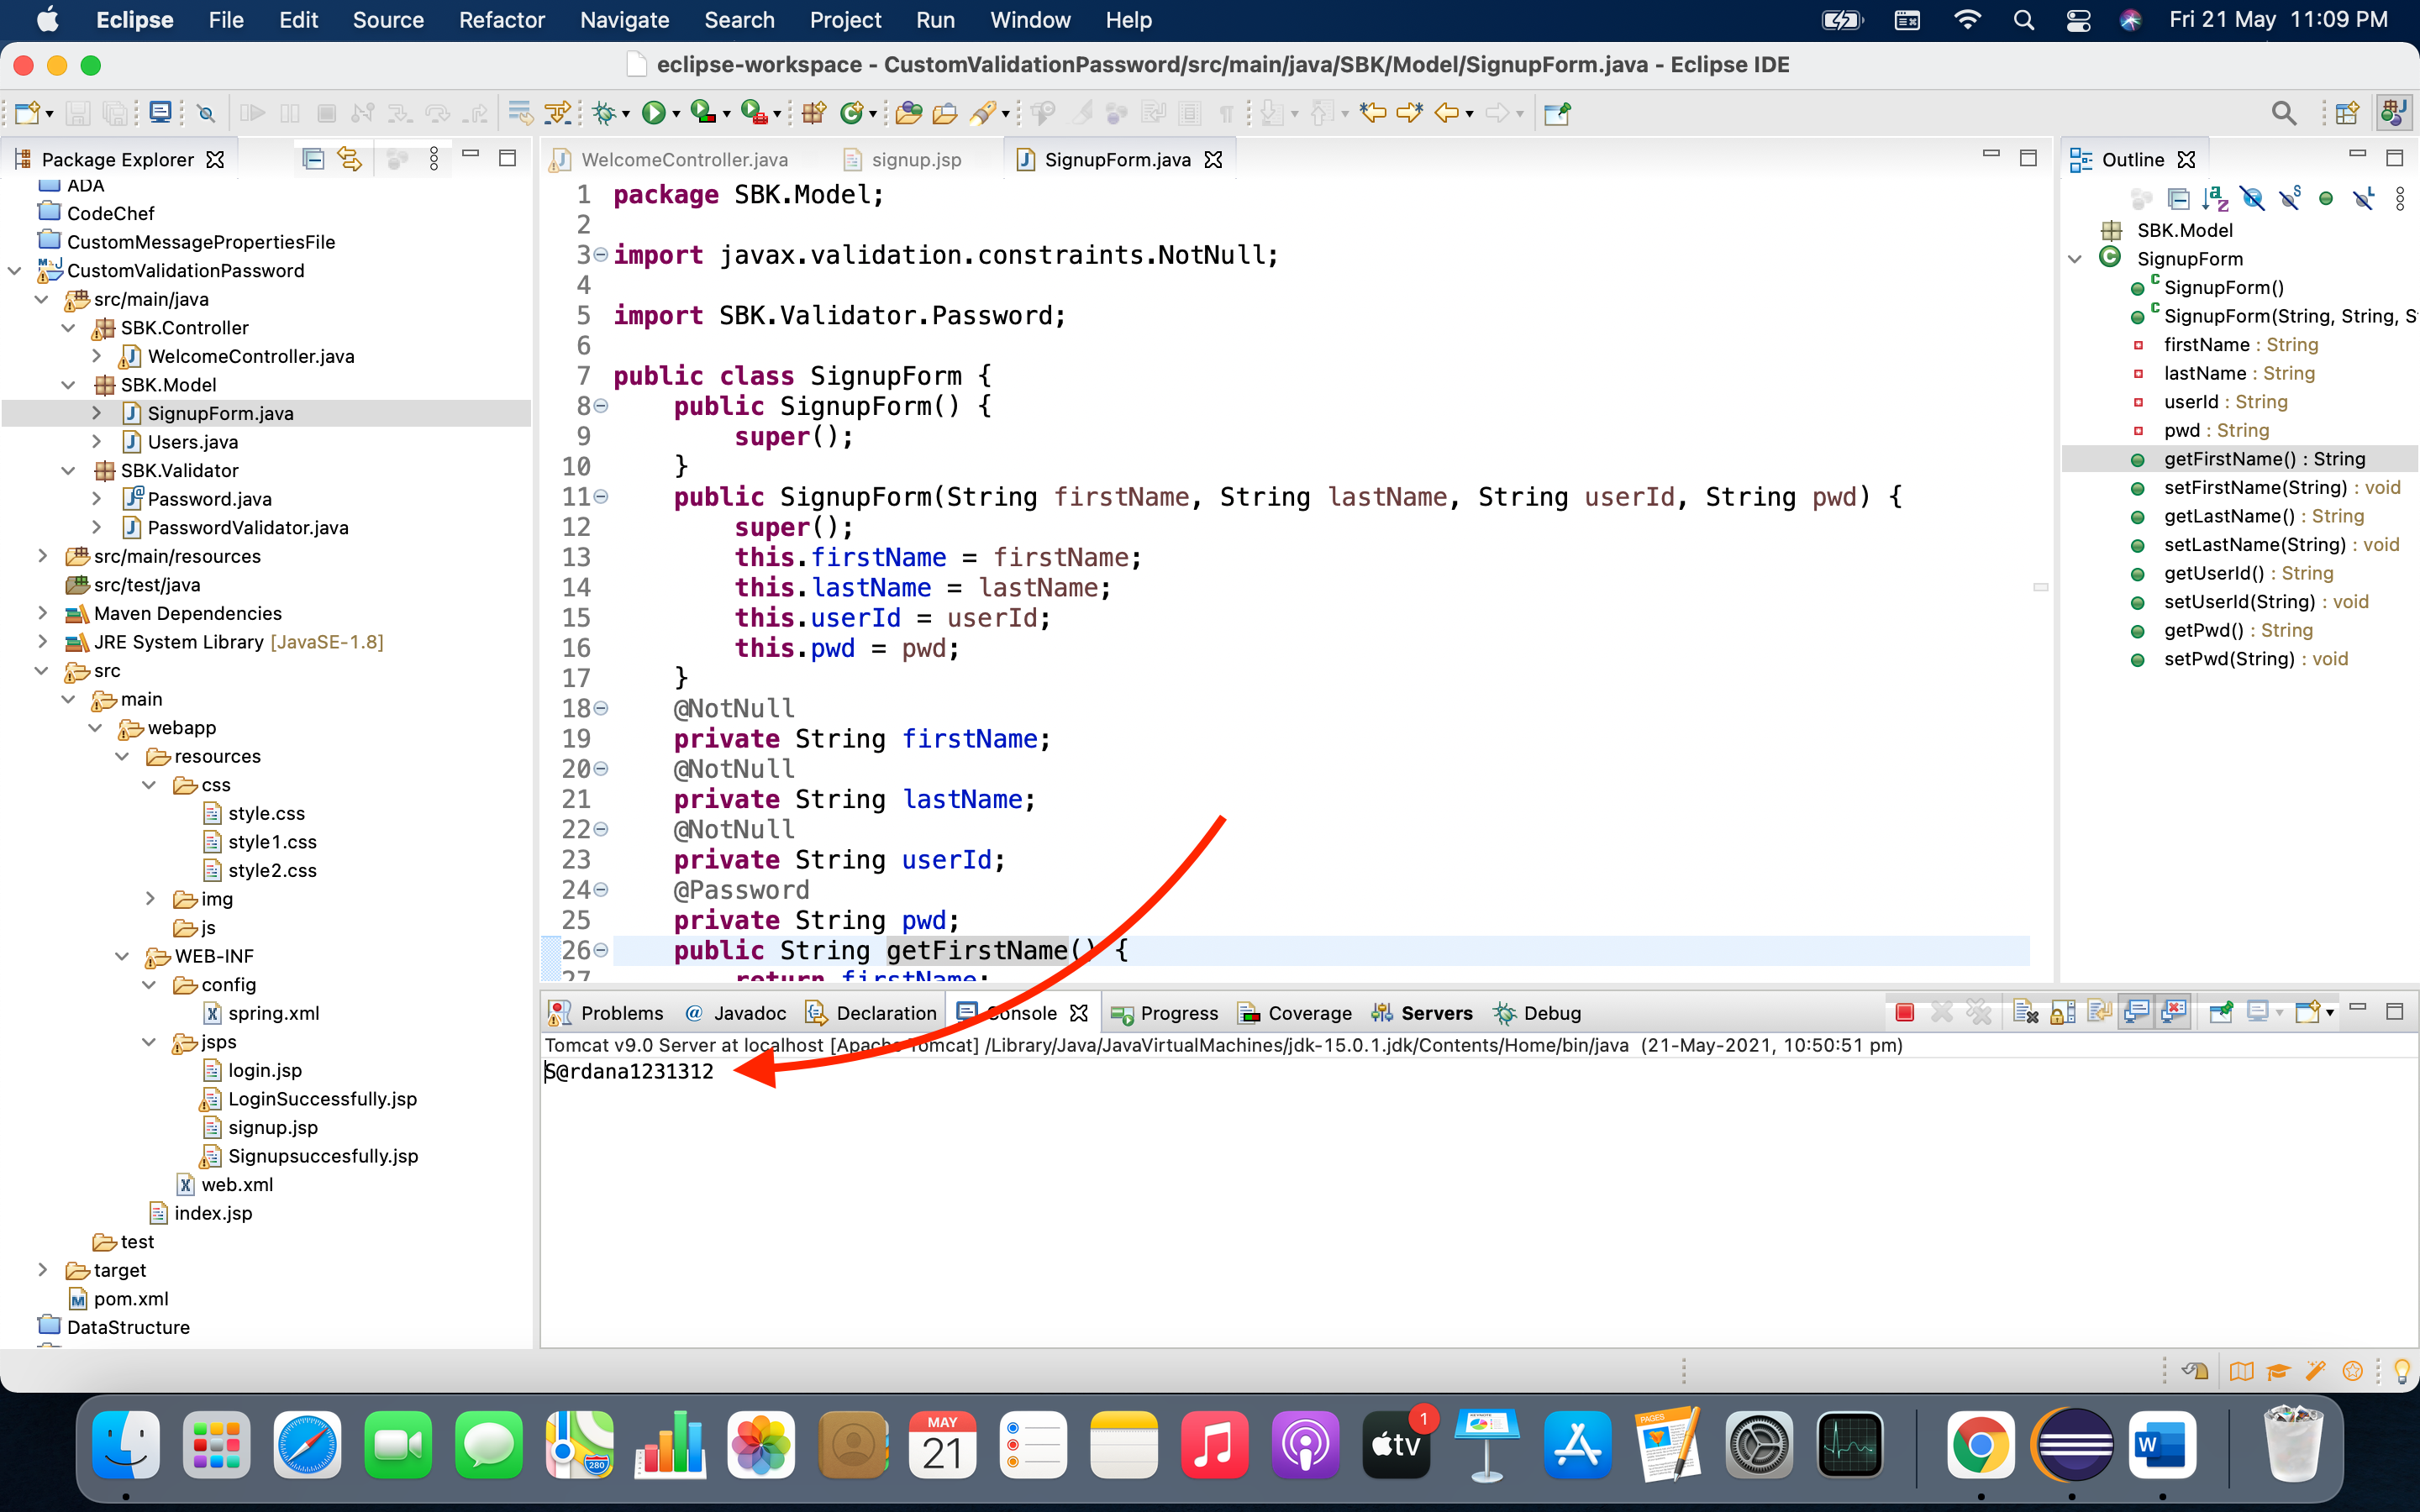 Eclipse File Edit Source Refactor Navigate Search Project Run Window Help Fri 21 May 11:09 PM
eclipse-workspace - CustomValidationPassword/src/main/java/SBK/Model/SignupForm.java - Eclipse IDE
Package Explorer
ADA
CodeChef
CustomMessagePropertiesFile
CustomValidationPassword
src/main/java
SBK.Controller
WelcomeController.java
SBK.Model
SignupForm.java
Users.java
SBK.Validator
Password.java
PasswordValidator.java
src/main/resources
src/test/java
Maven Dependencies
JRE System Library [JavaSE-1.8]
src
main
webapp
resources
css
style.css
style1.css
style2.css
img
js
WEB-INF
config
spring.xml
jsps
login.jsp
LoginSuccessfully.jsp
signup.jsp
Signupsuccesfully.jsp
web.xml
index.jsp
test
target
pom.xml
DataStructure
WelcomeController.java signup.jsp SignupForm.java
1 package SBK.Model;
2
3 import javax.validation.constraints.NotNull;
4
5 import SBK.Validator.Password;
6
7 public class SignupForm {
8 public SignupForm() {
9 super();
10 }
11 public SignupForm(String firstName, String lastName, String userId, String pwd) {
12 super();
13 this.firstName = firstName;
14 this.lastName = lastName;
15 this.userId = userId;
16 this.pwd = pwd;
17 }
18 @NotNull
19 private String firstName;
20 @NotNull
21 private String lastName;
22 @NotNull
23 private String userId;
24 @Password
25 private String pwd;
26 public String getFirstName() {
27 return firstName;
Outline
SBK.Model
SignupForm
SignupForm()
SignupForm(String, String, S
firstName : String
lastName : String
userId : String
pwd : String
getFirstName() : String
setFirstName(String) : void
getLastName() : String
setLastName(String) : void
getUserId() : String
setUserId(String) : void
getPwd() : String
setPwd(String) : void
Problems @ Javadoc Declaration Console Progress Coverage Servers Debug
Tomcat v9.0 Server at localhost [Apache Tomcat] /Library/Java/JavaVirtualMachines/jdk-15.0.1.jdk/Contents/Home/bin/java (21-May-2021, 10:50:51 pm)
S@rdana1231312
280
MAY
21
tv
1
PAGES
W